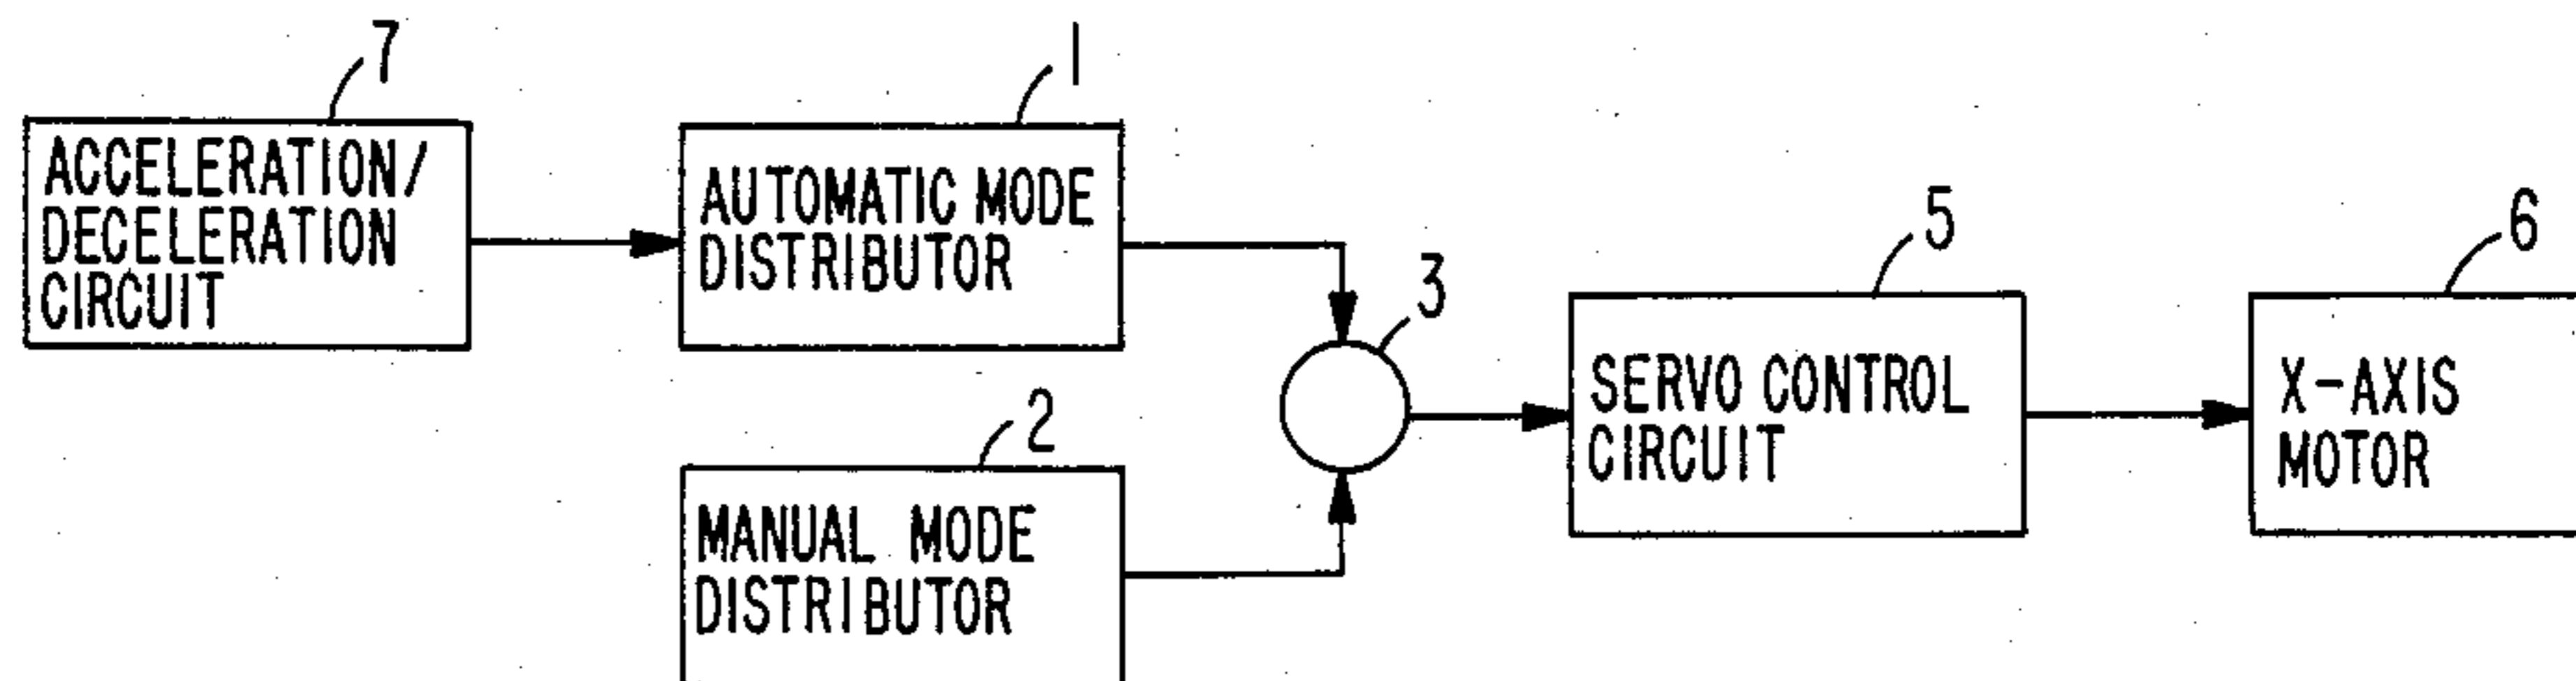 7
ACCELERATION/
DECELERATION
CIRCUIT
1
AUTOMATIC MODE
DISTRIBUTOR
2
MANUAL MODE
DISTRIBUTOR
3
5
SERVO CONTROL
CIRCUIT
6
X-AXIS
MOTOR